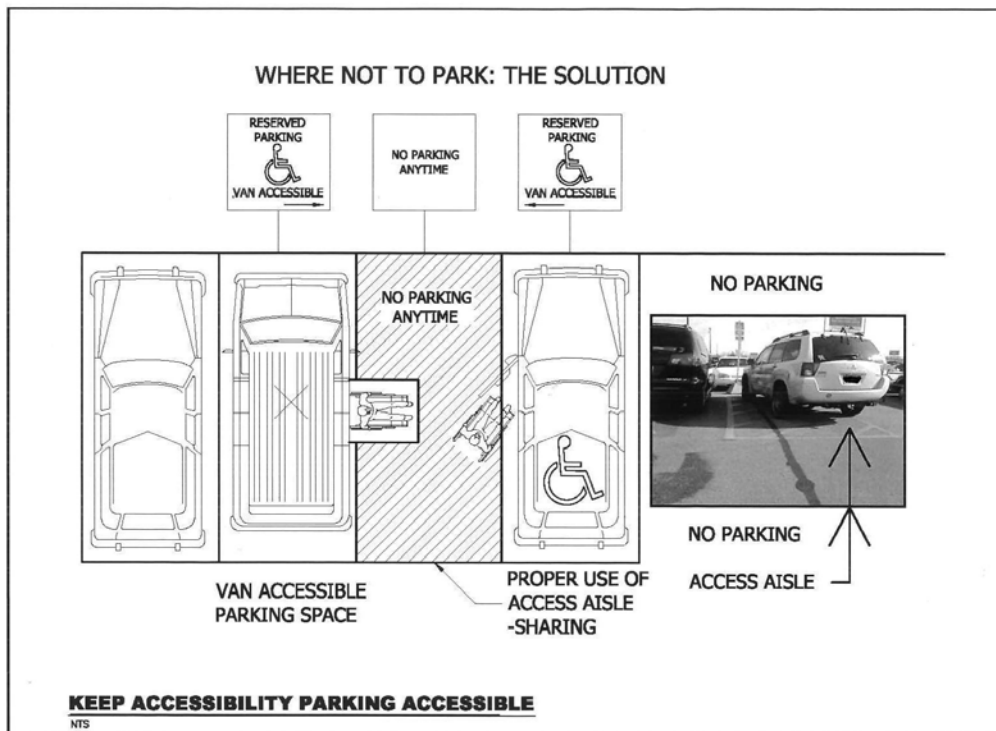 WHERE NOT TO PARK: THE SOLUTION
RESERVED
PARKING
VAN ACCESSIBLE
NO PARKING
ANYTIME
RESERVED
PARKING
VAN ACCESSIBLE
NO PARKING
ANYTIME
NO PARKING
NO PARKING
ACCESS AISLE
VAN ACCESSIBLE
PARKING SPACE
PROPER USE OF
ACCESS AISLE
-SHARING
KEEP ACCESSIBILITY PARKING ACCESSIBLE
NTS